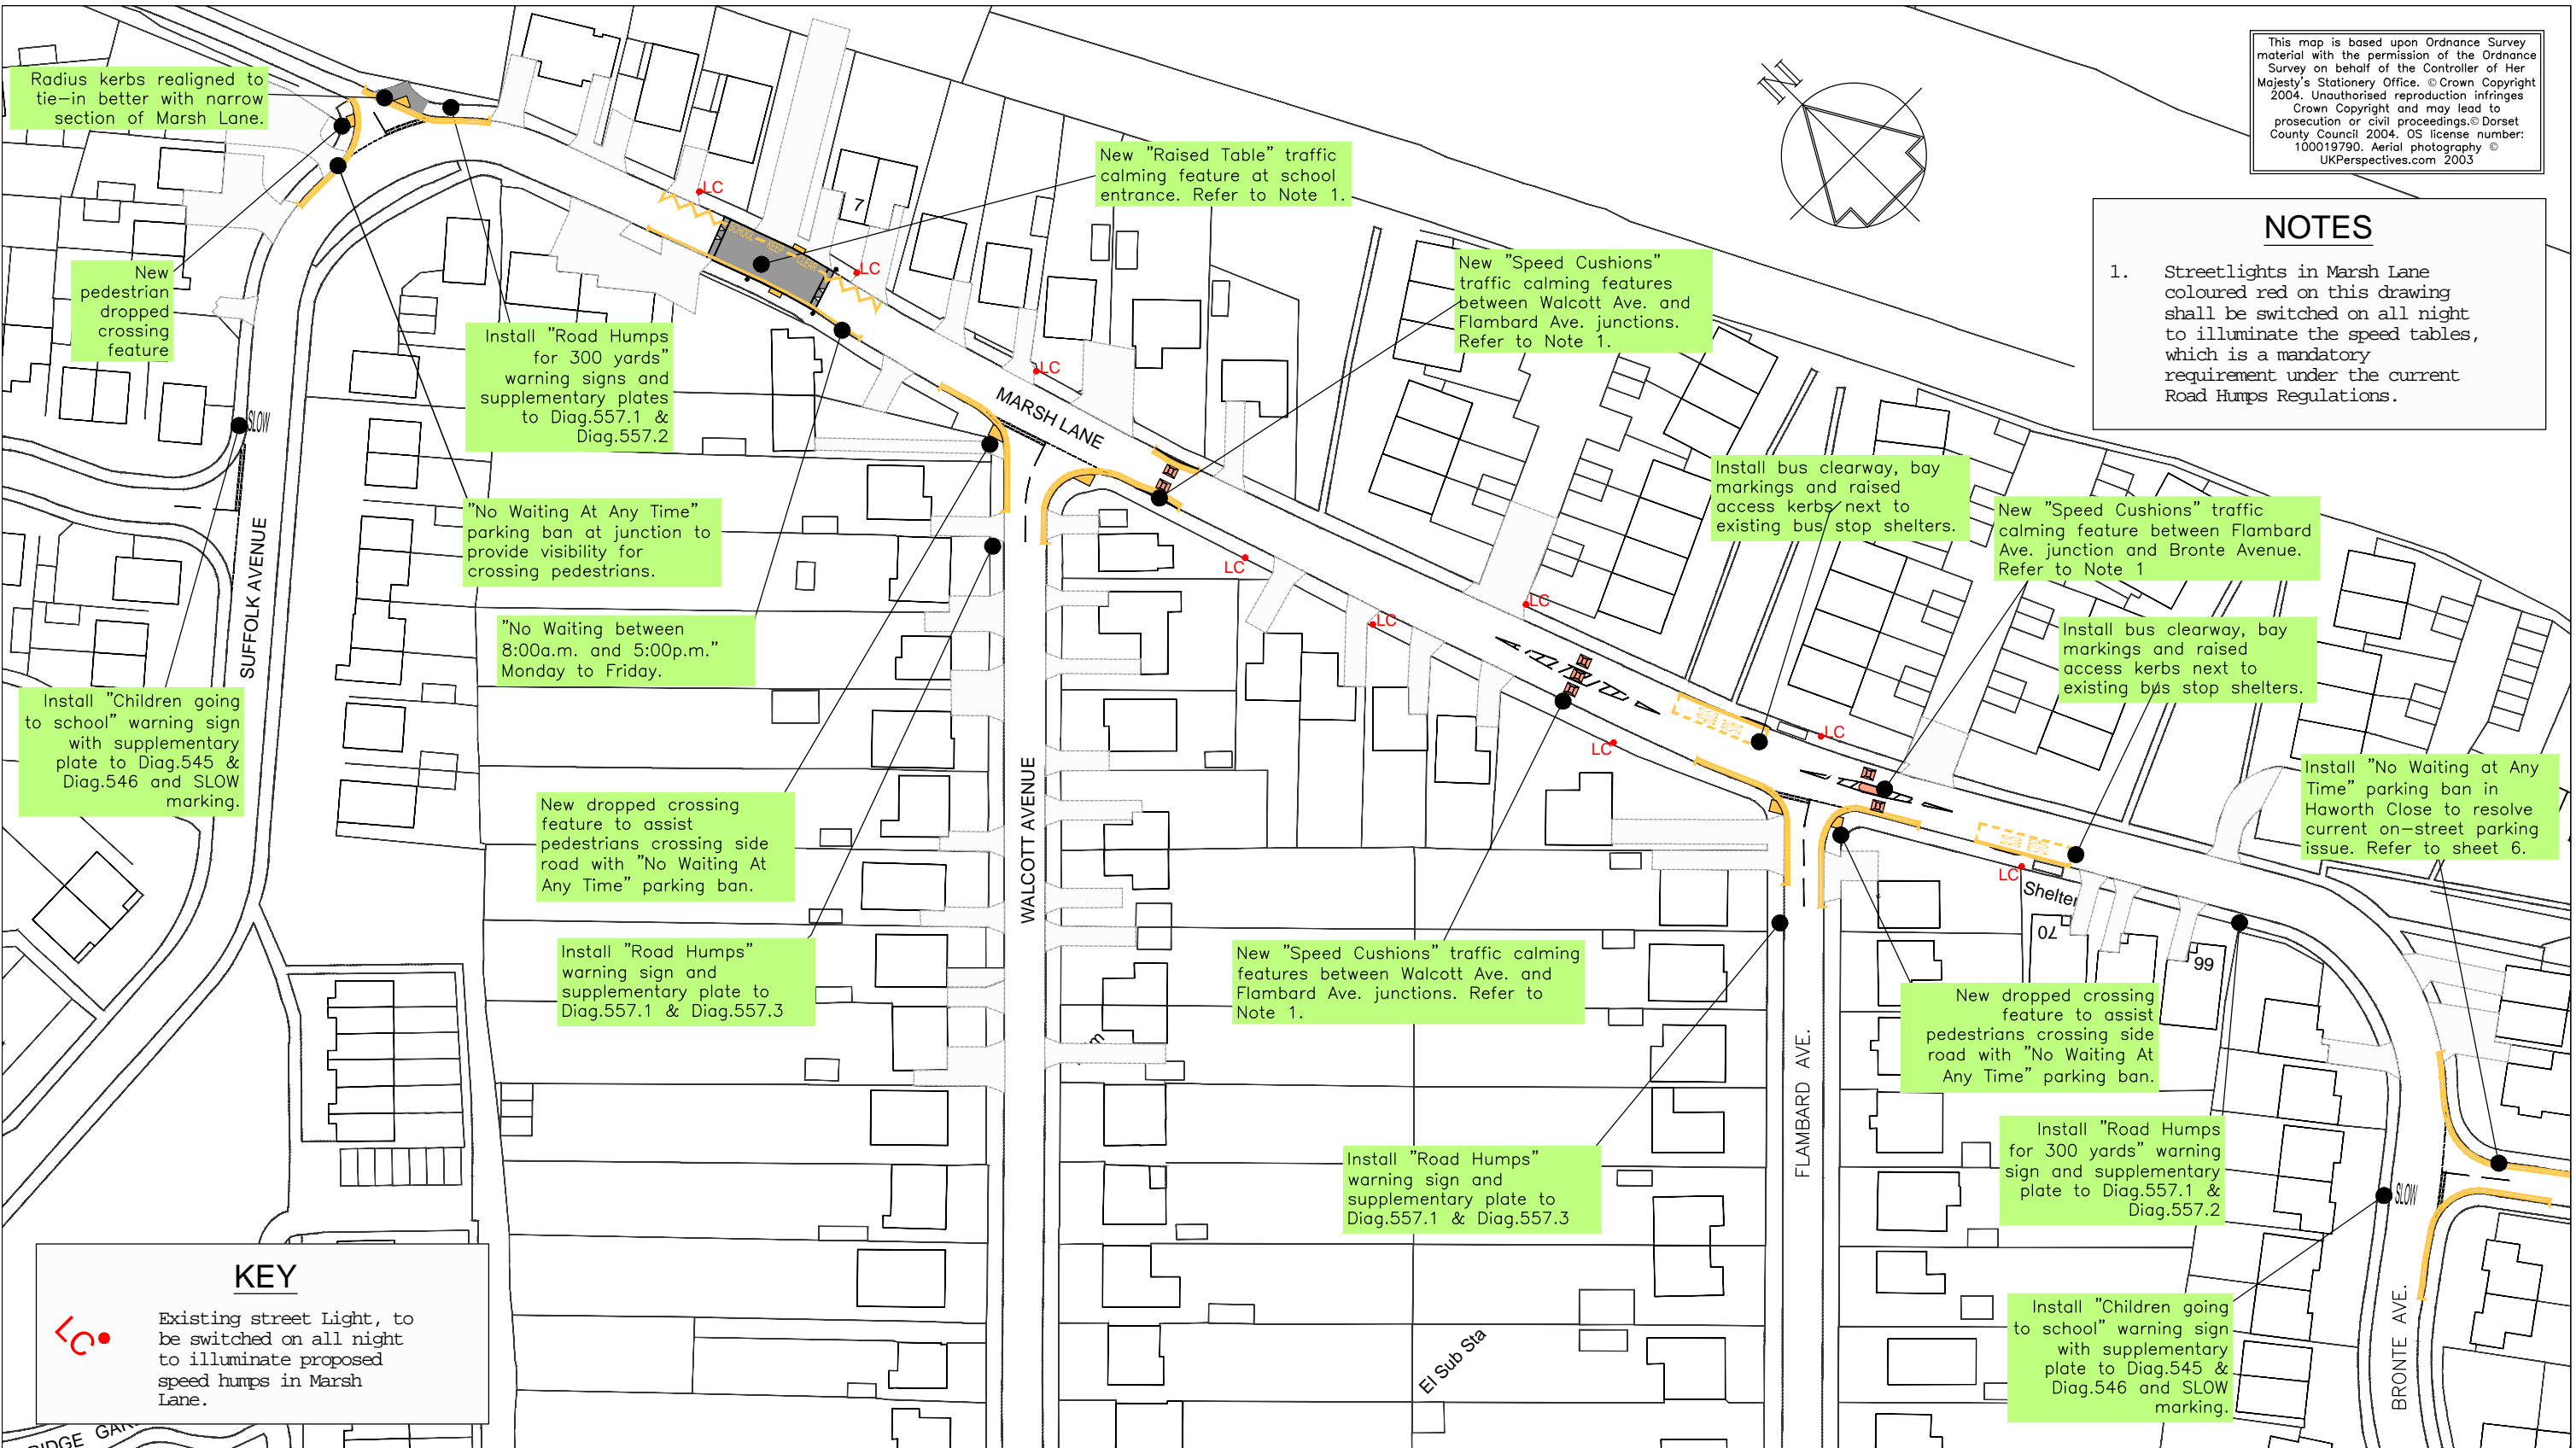 This map is based upon Ordnance Survey
material with the permission of the Ordnance
Survey on behalf of the Controller of Her
Majesty's Stationery Office. © Crown Copyright
2004. Unauthorised reproduction infringes
Crown Copyright and may lead to
prosecution or civil proceedings.© Dorset
County Council 2004. OS license number:
100019790. Aerial photography ©
UKPerspectives.com 2003
N
NOTES
1. Streetlights in Marsh Lane
coloured red on this drawing
shall be switched on all night
to illuminate the speed tables,
which is a mandatory
requirement under the current
Road Humps Regulations.
Radius kerbs realigned to
tie-in better with narrow
section of Marsh Lane.
New "Raised Table" traffic
calming feature at school
entrance. Refer to Note 1.
LC
7
SCHOOL KEEP CLEAR
LC
New
pedestrian
dropped
crossing
feature
New "Speed Cushions"
traffic calming features
between Walcott Ave. and
Flambard Ave. junctions.
Refer to Note 1.
Install "Road Humps
for 300 yards"
warning signs and
supplementary plates
to Diag.557.1 &
Diag.557.2
LC
MARSH LANE
SLOW
Install bus clearway, bay
markings and raised
access kerbs next to
existing bus stop shelters.
"No Waiting At Any Time"
parking ban at junction to
provide visibility for
crossing pedestrians.
New "Speed Cushions" traffic
calming feature between Flambard
Ave. junction and Bronte Avenue.
Refer to Note 1
SUFFOLK AVENUE
LC
LC
LC
"No Waiting between
8:00a.m. and 5:00p.m."
Monday to Friday.
Install bus clearway, bay
markings and raised
access kerbs next to
existing bus stop shelters.
Install "Children going
to school" warning sign
with supplementary
plate to Diag.545 &
Diag.546 and SLOW
marking.
LC
LC
Install "No Waiting at Any
Time" parking ban in
Haworth Close to resolve
current on-street parking
issue. Refer to sheet 6.
New dropped crossing
feature to assist
pedestrians crossing side
road with "No Waiting At
Any Time" parking ban.
WALCOTT AVENUE
LC
Shelter
70
66
Install "Road Humps"
warning sign and
supplementary plate to
Diag.557.1 & Diag.557.3
New "Speed Cushions" traffic calming
features between Walcott Ave. and
Flambard Ave. junctions. Refer to
Note 1.
New dropped crossing
feature to assist
pedestrians crossing side
road with "No Waiting At
Any Time" parking ban.
FLAMBARD AVE.
Install "Road Humps"
warning sign and
supplementary plate to
Diag.557.1 & Diag.557.3
Install "Road Humps
for 300 yards" warning
sign and supplementary
plate to Diag.557.1 &
Diag.557.2
SLOW
KEY
LC
Existing street Light, to
be switched on all night
to illuminate proposed
speed humps in Marsh
Lane.
El Sub Sta
Install "Children going
to school" warning sign
with supplementary
plate to Diag.545 &
Diag.546 and SLOW
marking.
BRONTE AVE.